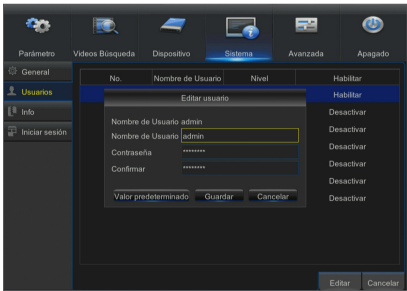 Parámetro Videos Búsqueda Dispositivo Sistema Avanzada Apagado
General
Usuarios
Info
Iniciar sesión
No. Nombre de Usuario Nivel Habilitar
Habilitar
Desactivar
Desactivar
Desactivar
Desactivar
Desactivar
Desactivar
Editar usuario
Nombre de Usuario admin
Nombre de Usuario admin
Contraseña ********
Confirmar ********
Valor predeterminado Guardar Cancelar
Editar Cancelar